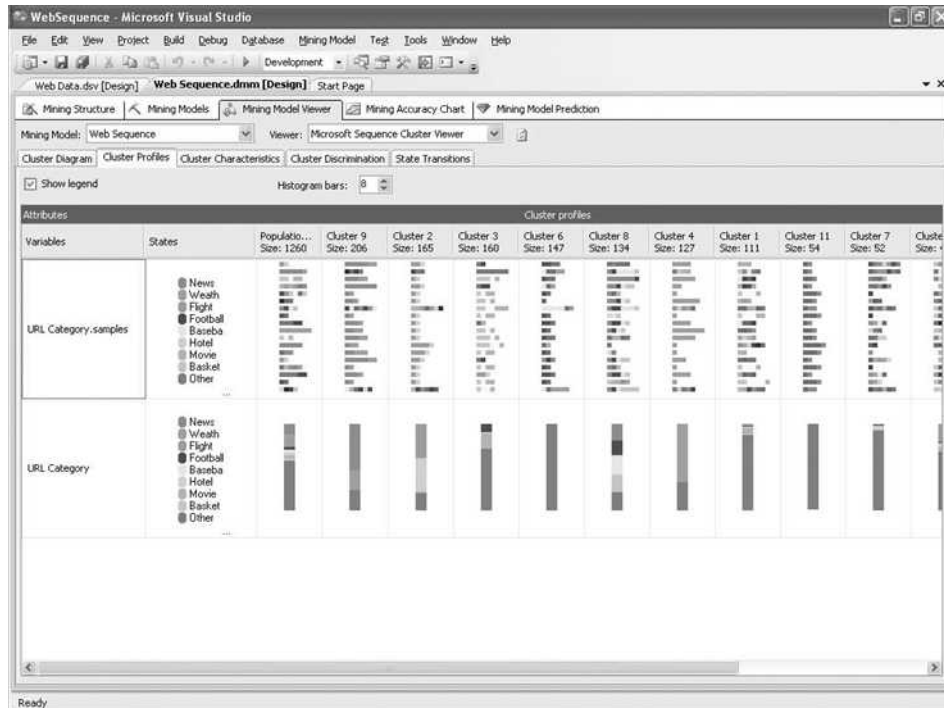 WebSequence - Microsoft Visual Studio
File Edit View Project Build Debug Database Mining Model Test Tools Window Help
Development
Web Data.dsv [Design] Web Sequence.dmm [Design] Start Page
Mining Structure Mining Models Mining Model Viewer Mining Accuracy Chart Mining Model Prediction
Mining Model: Web Sequence Viewer: Microsoft Sequence Cluster Viewer
Cluster Diagram Cluster Profiles Cluster Characteristics Cluster Discrimination State Transitions
Show legend Histogram bars: 8
Attributes Cluster profiles
Variables States Populatio... Cluster 9 Cluster 2 Cluster 3 Cluster 6 Cluster 8 Cluster 4 Cluster 1 Cluster 11 Cluster 7 Cluste
Size: 1260 Size: 206 Size: 165 Size: 160 Size: 147 Size: 134 Size: 127 Size: 111 Size: 54 Size: 52 Size:
News
Weath
Flight
Football
URL Category.samples Baseba
Hotel
Movie
Basket
Other
...
News
Weath
Flight
Football
URL Category Baseba
Hotel
Movie
Basket
Other
...
Ready